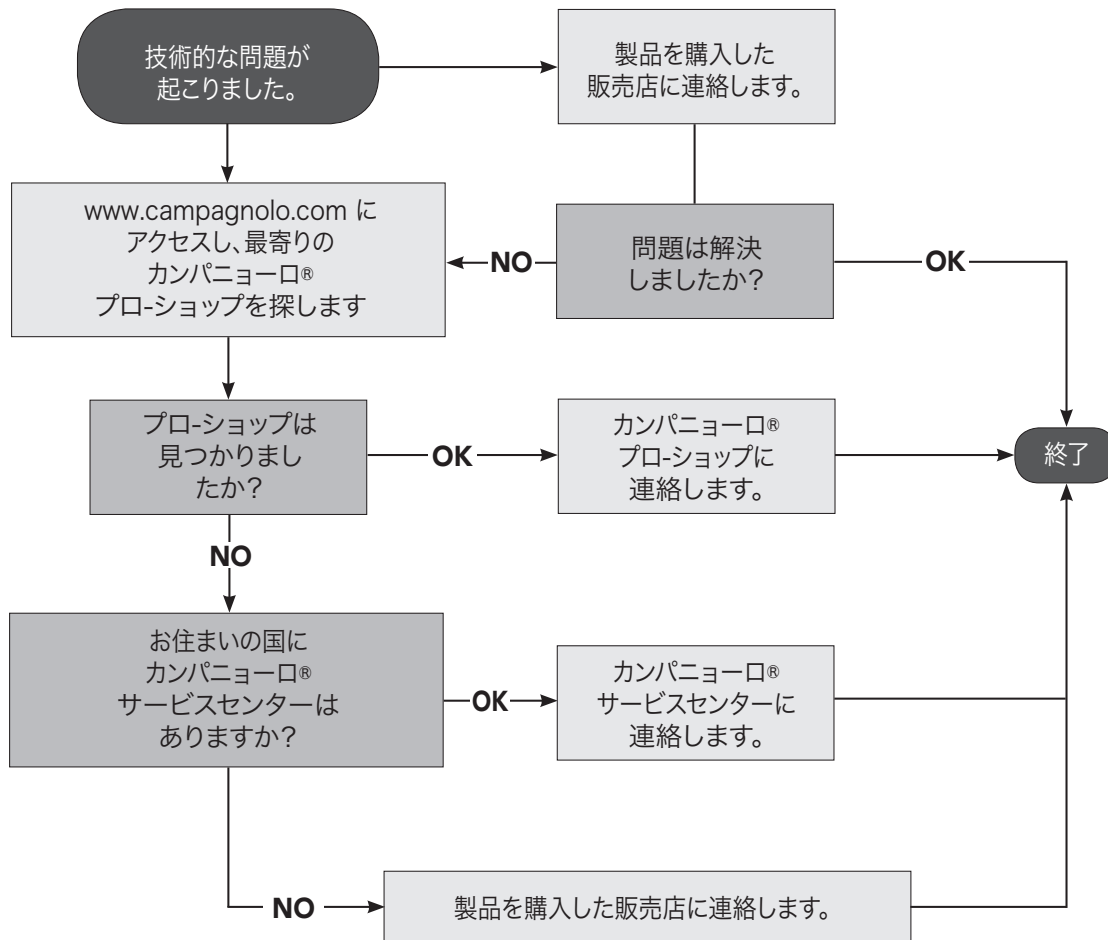 技術的な問題が
起こりました。
製品を購入した
販売店に連絡します。
www.campagnolo.com に
アクセスし、最寄りの
カンパニョーロ®
プロ-ショップを探します
NO
問題は解決
しましたか?
OK
プロ-ショップは
見つかりまし
たか?
OK
カンパニョーロ®
プロ-ショップに
連絡します。
終了
NO
お住まいの国に
カンパニョーロ®
サービスセンターは
ありますか?
OK
カンパニョーロ®
サービスセンターに
連絡します。
NO
製品を購入した販売店に連絡します。